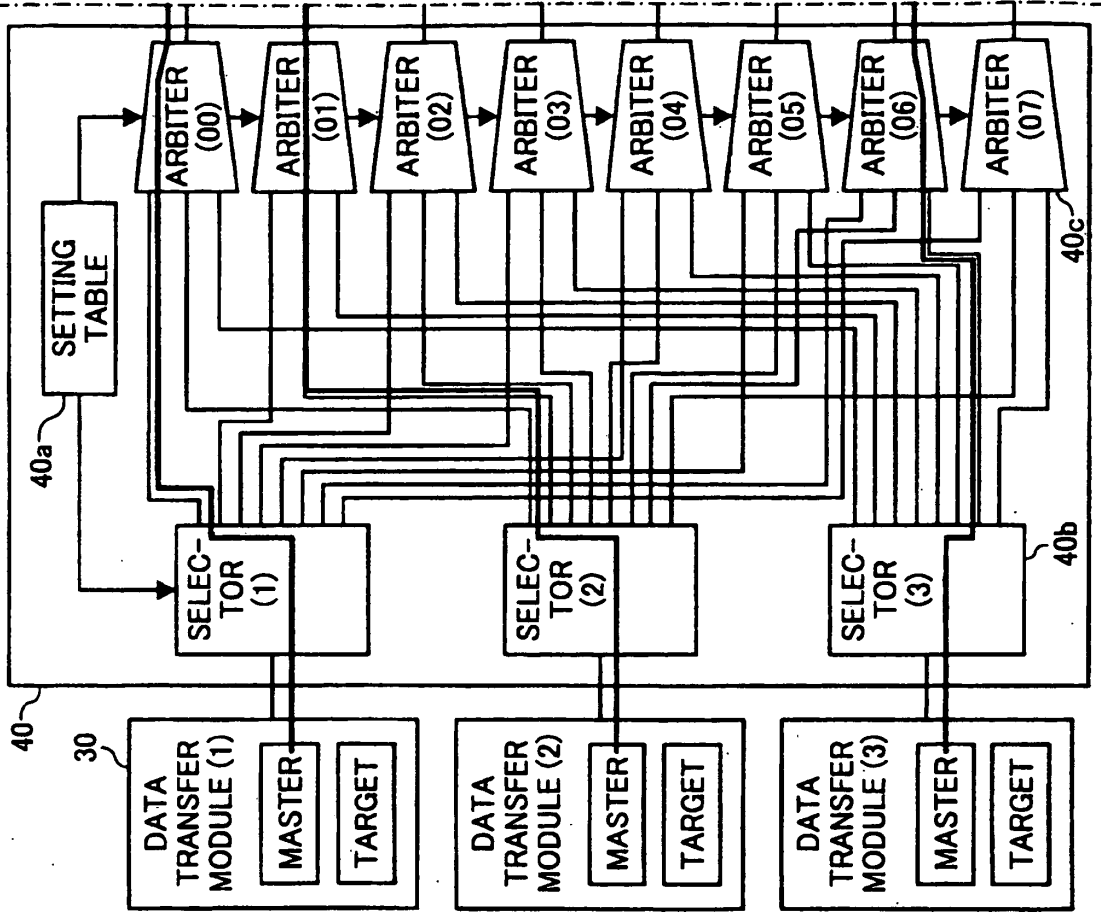 40
30
DATA
TRANSFER
MODULE (1)
MASTER
TARGET
DATA
TRANSFER
MODULE (2)
MASTER
TARGET
DATA
TRANSFER
MODULE (3)
MASTER
TARGET
40a
SETTING
TABLE
SELEC-
TOR
(1)
SELEC-
TOR
(2)
SELEC-
TOR
(3)
40b
ARBITER
(00)
ARBITER
(01)
ARBITER
(02)
ARBITER
(03)
ARBITER
(04)
ARBITER
(05)
ARBITER
(06)
ARBITER
(07)
40c